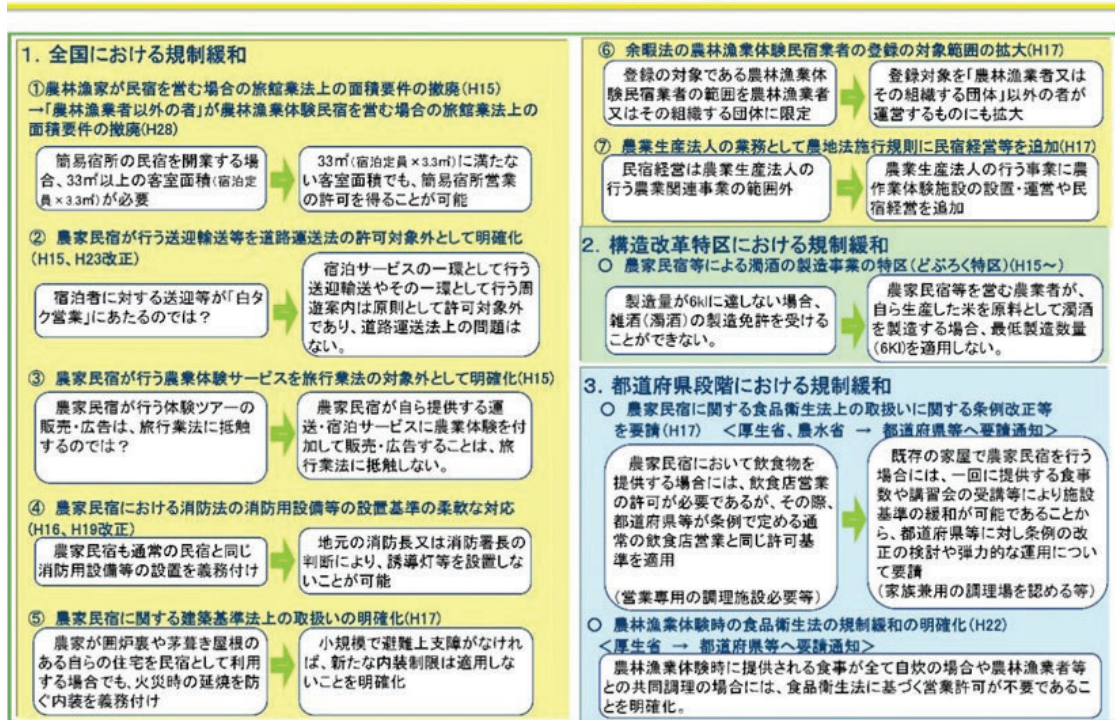 1. 全国における規制緩和
①農林漁家が民宿を営む場合の旅館業法上の面積要件の撤廃(H15)
→「農林漁業者以外の者」が農林漁業体験民宿を営む場合の旅館業法上の
面積要件の撤廃(H28)
簡易宿所の民宿を開業する場
合、33㎡以上の客室面積(宿泊定
員×3.3㎡)が必要
33㎡(宿泊定員×3.3㎡)に満たな
い客室面積でも、簡易宿所営業
の許可を得ることが可能
② 農家民宿が行う送迎輸送等を道路運送法の許可対象外として明確化
(H15、H23改正)
宿泊者に対する送迎等が「白タ
ク営業」にあたるのでは？
宿泊サービスの一環として行う
送迎輸送やその一環として行う周
遊案内は原則として許可対象外
であり、道路運送法上の問題は
ない。
③ 農家民宿が行う農業体験サービスを旅行業法の対象外として明確化(H15)
農家民宿が行う体験ツアーの
販売・広告は、旅行業法に抵触
するのでは？
農家民宿が自ら提供する運
送・宿泊サービスに農業体験を付
加して販売・広告することは、旅
行業法に抵触しない。
④ 農家民宿における消防法の消防用設備等の設置基準の柔軟な対応
(H16、H19改正)
農家民宿も通常の民宿と同じ
消防用設備等の設置を義務付け
地元の消防長又は消防署長の
判断により、誘導灯等を設置しな
いことが可能
⑤ 農家民宿に関する建築基準法上の取扱いの明確化(H17)
農家が囲炉裏や茅葺き屋根の
ある自らの住宅を民宿として利用
する場合でも、火災時の延焼を防
ぐ内装を義務付け
小規模で避難上支障がなけれ
ば、新たな内装制限は適用しな
いことを明確化
⑥ 余暇法の農林漁業体験民宿業者の登録の対象範囲の拡大(H17)
登録の対象である農林漁業体
験民宿業者の範囲を農林漁業者
又はその組織する団体に限定
登録対象を「農林漁業者又は
その組織する団体」以外の者が
運営するものにも拡大
⑦ 農業生産法人の業務として農地法施行規則に民宿経営等を追加(H17)
民宿経営は農業生産法人の
行う農業関連事業の範囲外
農業生産法人の行う事業に農
作業体験施設の設置・運営や民
宿経営を追加
2. 構造改革特区における規制緩和
○ 農家民宿等による濁酒の製造事業の特区(どぶろく特区)(H15～)
製造量が6klに達しない場合、
雑酒(濁酒)の製造免許を受ける
ことができない。
農家民宿等を営む農業者が、
自ら生産した米を原料として濁酒
を製造する場合、最低製造数量
(6Kl)を適用しない。
3. 都道府県段階における規制緩和
○ 農家民宿に関する食品衛生法上の取扱いに関する条例改正等
を要請(H17) ＜厚生省、農水省 → 都道府県等へ要請通知＞
農家民宿において飲食物を
提供する場合には、飲食店営業
の許可が必要であるが、その際、
都道府県等が条例で定める通
常の飲食店営業と同じ許可基
準を適用
(営業専用の調理施設必要等)
既存の家屋で農家民宿を行う
場合には、一回に提供する食事
数や講習会の受講等により施設
基準の緩和が可能であることか
ら、都道府県等に対し条例の改
正の検討や弾力的な運用につい
て要請
(家族兼用の調理場を認める等)
○ 農林漁業体験時の食品衛生法の規制緩和の明確化(H22)
＜厚生省 → 都道府県等へ要請通知＞
農林漁業体験時に提供される食事が全て自炊の場合や農林漁業者等
との共同調理の場合には、食品衛生法に基づく営業許可が不要であるこ
とを明確化。